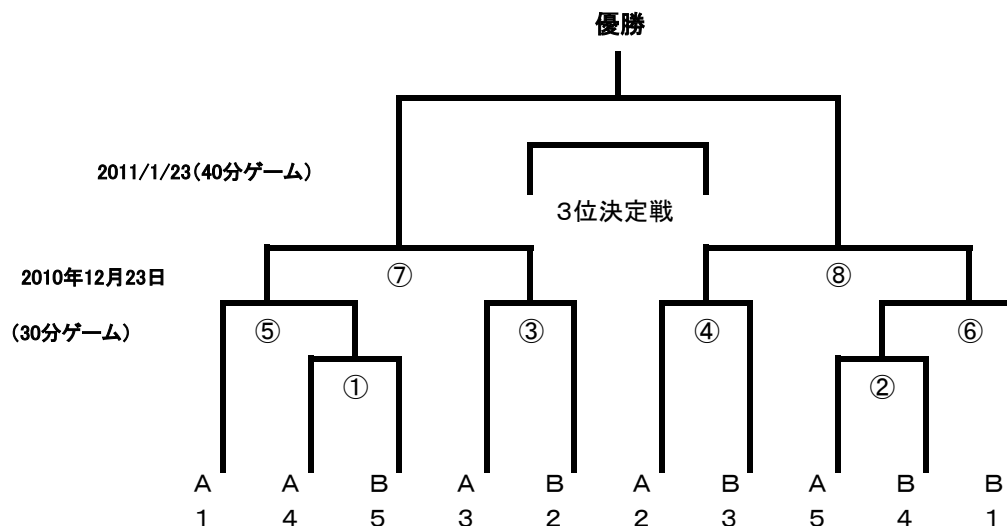 優勝
2011/1/23(40分ゲーム)
3位決定戦
2010年12月23日
⑦ ⑧
(30分ゲーム)
⑤ ③ ④ ⑥
① ②
A A B A B A B A B B
1 4 5 3 2 2 3 5 4 1